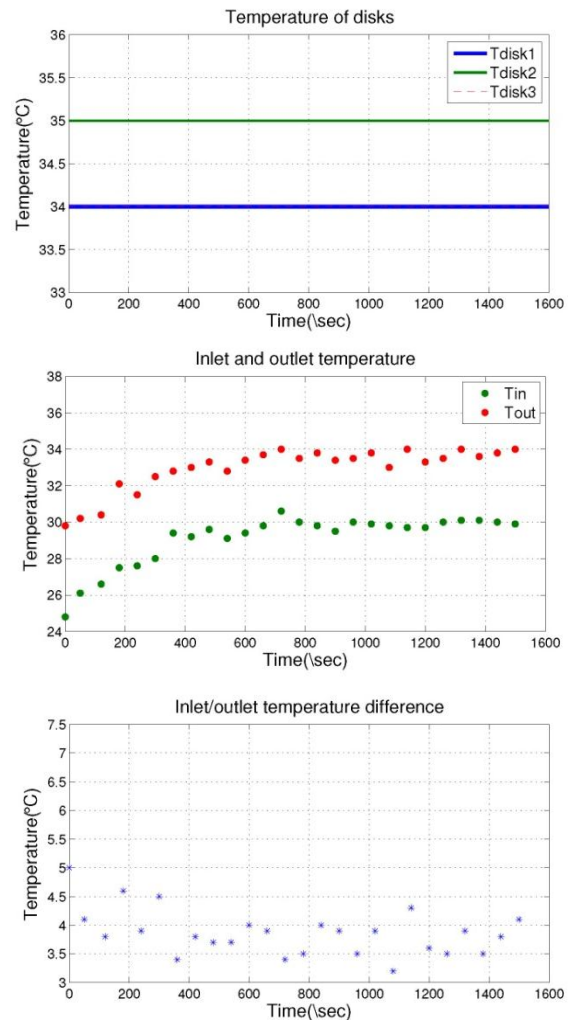 Temperature of disks
36
35.5
35
34.5
34
33.5
33
Temperature(ºC)
Tdisk1
Tdisk2
Tdisk3
0 200 400 600 800 1000 1200 1400 1600
Time(\sec)
Inlet and outlet temperature
38
36
34
32
30
28
26
24
Temperature(ºC)
Tin
Tout
0 200 400 600 800 1000 1200 1400 1600
Time(\sec)
Inlet/outlet temperature difference
7.5
7
6.5
6
5.5
5
4.5
4
3.5
3
Temperature(ºC)
0 200 400 600 800 1000 1200 1400 1600
Time(\sec)